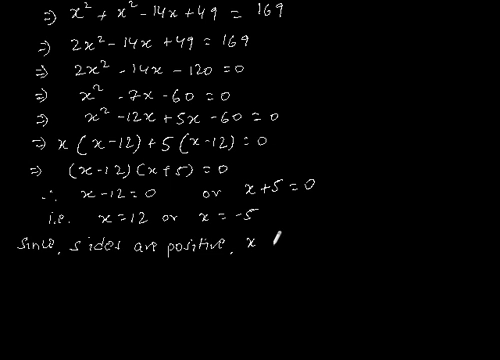 ⇒ x² + x² - 14x + 49 = 169
⇒ 2x² - 14x + 49 = 169
⇒ 2x² - 14x - 120 = 0
⇒ x² - 7x - 60 = 0
⇒ x² - 12x + 5x - 60 = 0
⇒ x (x-12) + 5 (x-12) = 0
⇒ (x-12) (x+5) = 0
∴ x-12 = 0 or x+5 = 0
i.e. x = 12 or x = -5
Since, sides are positive, x